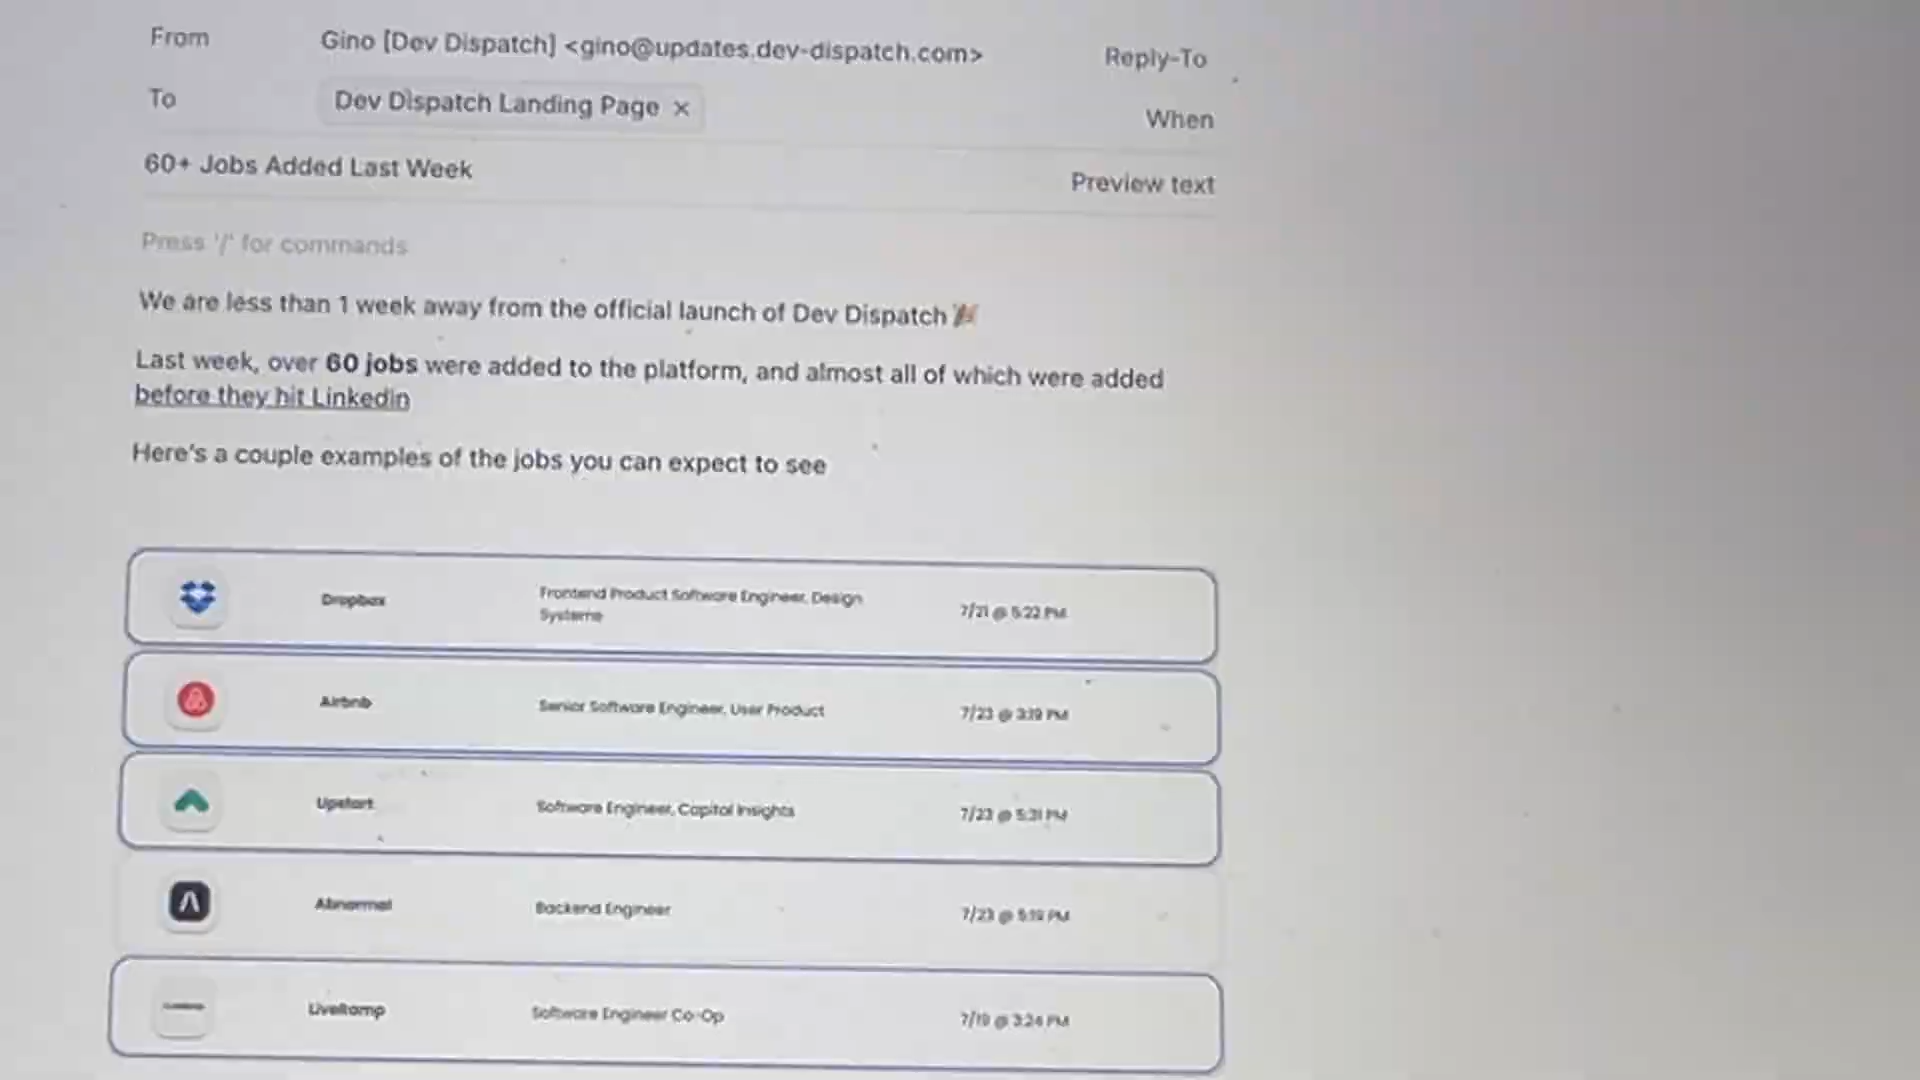 From Gino [Dev Dispatch] <gino@updates.dev-dispatch.com> Reply-To
To Dev Dispatch Landing Page × When
60+ Jobs Added Last Week Preview text
Press '/' for commands
We are less than 1 week away from the official launch of Dev Dispatch 🎉
Last week, over 60 jobs were added to the platform, and almost all of which were added
before they hit Linkedin
Here's a couple examples of the jobs you can expect to see
Dropbox Frontend Product Software Engineer, Design
Systems 7/21 @ 5:22 PM
Airbnb Senior Software Engineer, User Product 7/23 @ 3:19 PM
Upstart Software Engineer, Capital Insights 7/23 @ 5:31 PM
Abnormal Backend Engineer 7/23 @ 5:19 PM
LiveRamp Software Engineer Co-Op 7/19 @ 3:24 PM